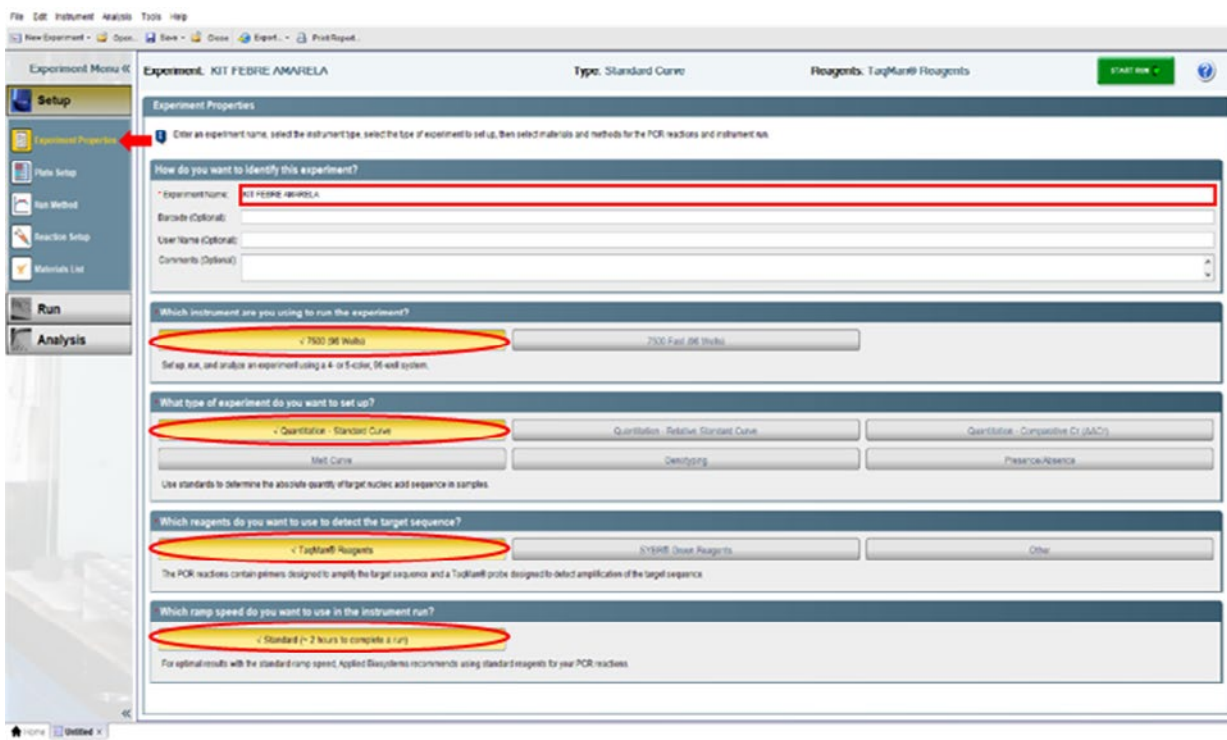 File Edit Instrument Analysis Tools Help
New Experiment Open... Save Close Export... Print Report...
Experiment Menu «
Experiment: KIT FEBRE AMARELA Type: Standard Curve Reagents: TaqMan® Reagents START RUN
Setup
Experiment Properties
Plate Setup
Run Method
Reaction Setup
Materials List
Run
Analysis
Experiment Properties
Enter an experiment name, select the instrument type, select the type of experiment to set up, then select materials and methods for the PCR reactions and instrument run.
How do you want to identify this experiment?
* Experiment Name: KIT FEBRE AMARELA
Barcode (Optional):
User Name (Optional):
Comments (Optional):
* Which instrument are you using to run the experiment?
√ 7500 (96 Wells) 7500 Fast (96 Wells)
Set up, run, and analyze an experiment using a 4- or 5-color, 96-well system.
* What type of experiment do you want to set up?
√ Quantitation - Standard Curve Quantitation - Relative Standard Curve Quantitation - Comparative CT (ΔΔCT)
Melt Curve Genotyping Presence/Absence
Use standards to determine the absolute quantity of target nucleic acid sequence in samples.
* Which reagents do you want to use to detect the target sequence?
√ TaqMan® Reagents SYBR® Green Reagents Other
The PCR reactions contain primers designed to amplify the target sequence and a TaqMan® probe designed to detect amplification of the target sequence.
* Which ramp speed do you want to use in the instrument run?
√ Standard (~ 2 hours to complete a run)
For optimal results with the standard ramp speed, Applied Biosystems recommends using standard reagents for your PCR reactions.
«
Home Untitled ×